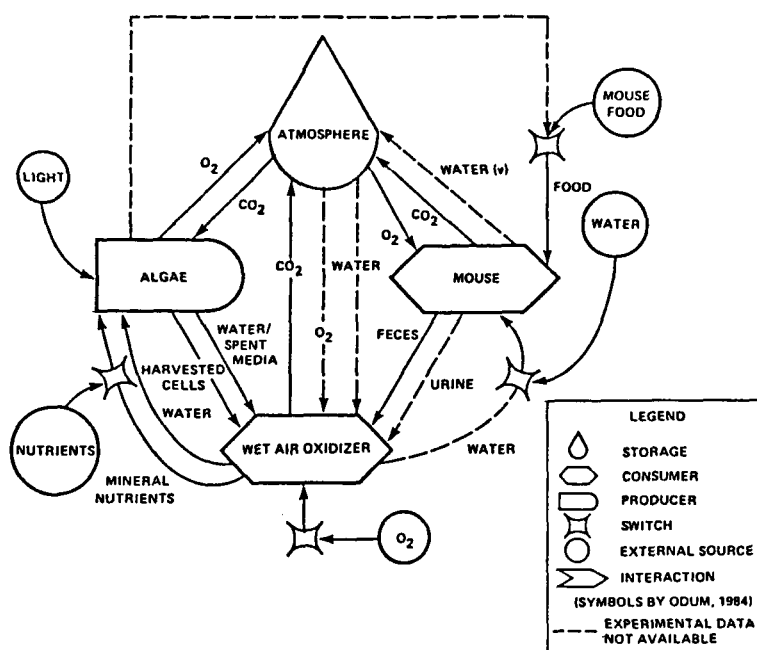 MOUSE
FOOD
ATMOSPHERE
LIGHT
O2
WATER (v)
FOOD
CO2
CO2
WATER
O2
ALGAE
CO2
WATER
MOUSE
WATER/
SPENT
MEDIA
O2
FECES
HARVESTED
CELLS
URINE
WATER
NUTRIENTS
WET AIR OXIDIZER
WATER
MINERAL
NUTRIENTS
O2
LEGEND
STORAGE
CONSUMER
PRODUCER
SWITCH
EXTERNAL SOURCE
INTERACTION
(SYMBOLS BY ODUM, 1984)
EXPERIMENTAL DATA
NOT AVAILABLE